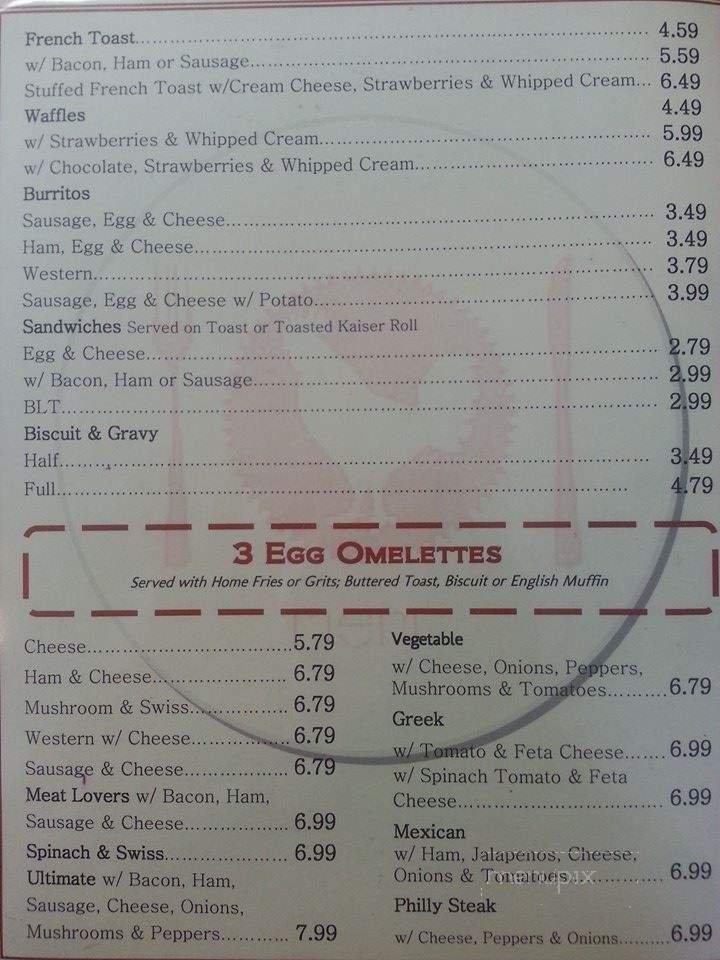 French Toast................................................................................ 4.59
w/ Bacon, Ham or Sausage............................................................. 5.59
Stuffed French Toast w/Cream Cheese, Strawberries & Whipped Cream... 6.49
Waffles 4.49
w/ Strawberries & Whipped Cream.................................................. 5.99
w/ Chocolate, Strawberries & Whipped Cream.................................... 6.49
Burritos
Sausage, Egg & Cheese.................................................................. 3.49
Ham, Egg & Cheese....................................................................... 3.49
Western........................................................................................ 3.79
Sausage, Egg & Cheese w/ Potato.................................................... 3.99
Sandwiches Served on Toast or Toasted Kaiser Roll
Egg & Cheese................................................................................ 2.79
w/ Bacon, Ham or Sausage............................................................. 2.99
BLT.............................................................................................. 2.99
Biscuit & Gravy
Half.............................................................................................. 3.49
Full........................................................................................... 4.79
3 EGG OMELETTES
Served with Home Fries or Grits; Buttered Toast, Biscuit or English Muffin
Cheese...................................5.79
Ham & Cheese........................ 6.79
Mushroom & Swiss.................. 6.79
Western w/ Cheese................. 6.79
Sausage & Cheese................... 6.79
Meat Lovers w/ Bacon, Ham,
Sausage & Cheese................... 6.99
Spinach & Swiss..................... 6.99
Ultimate w/ Bacon, Ham,
Sausage, Cheese, Onions,
Mushrooms & Peppers............ 7.99
Vegetable
w/ Cheese, Onions, Peppers,
Mushrooms & Tomatoes..........6.79
Greek
w/ Tomato & Feta Cheese....... 6.99
w/ Spinach Tomato & Feta
Cheese.................................... 6.99
Mexican
w/ Ham, Jalapenos, Cheese,
Onions & Tomatoes................ 6.99
menupix
Philly Steak
w/ Cheese, Peppers & Onions..........6.99